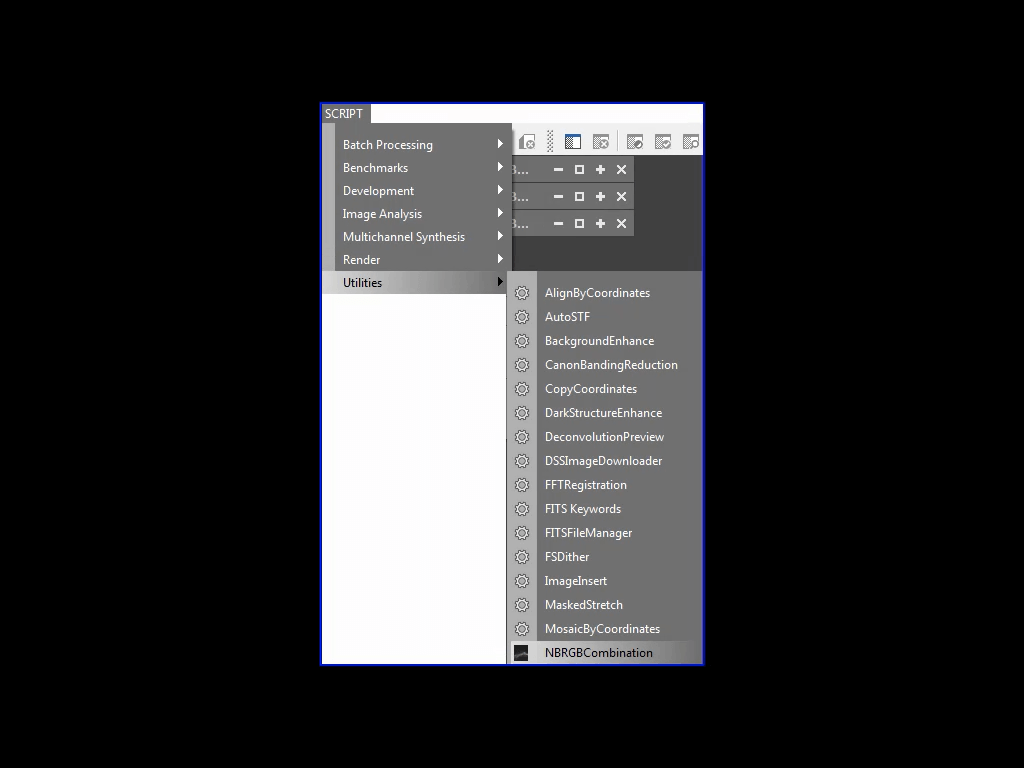 SCRIPT
Batch Processing
Benchmarks
Development
Image Analysis
Multichannel Synthesis
Render
Utilities
B...
B...
B...
AlignByCoordinates
AutoSTF
BackgroundEnhance
CanonBandingReduction
CopyCoordinates
DarkStructureEnhance
DeconvolutionPreview
DSSImageDownloader
FFTRegistration
FITS Keywords
FITSFileManager
FSDither
ImageInsert
MaskedStretch
MosaicByCoordinates
NBRGBCombination